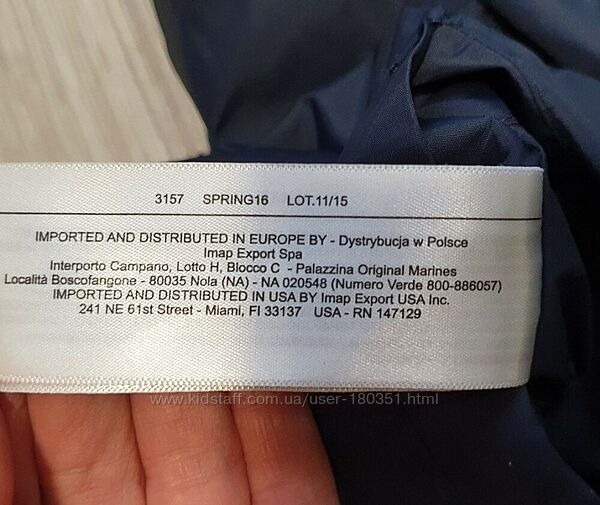 3157 SPRING16 LOT.11/15
IMPORTED AND DISTRIBUTED IN EUROPE BY - Dystrybucja w Polsce
Imap Export Spa
Interporto Campano, Lotto H, Blocco C - Palazzina Original Marines
Località Boscofangone - 80035 Nola (NA) - NA 020548 (Numero Verde 800-886057)
IMPORTED AND DISTRIBUTED IN USA BY Imap Export USA Inc.
241 NE 61st Street - Miami, Fl 33137 USA - RN 147129
www.kidstaff.com.ua/user-180351.html